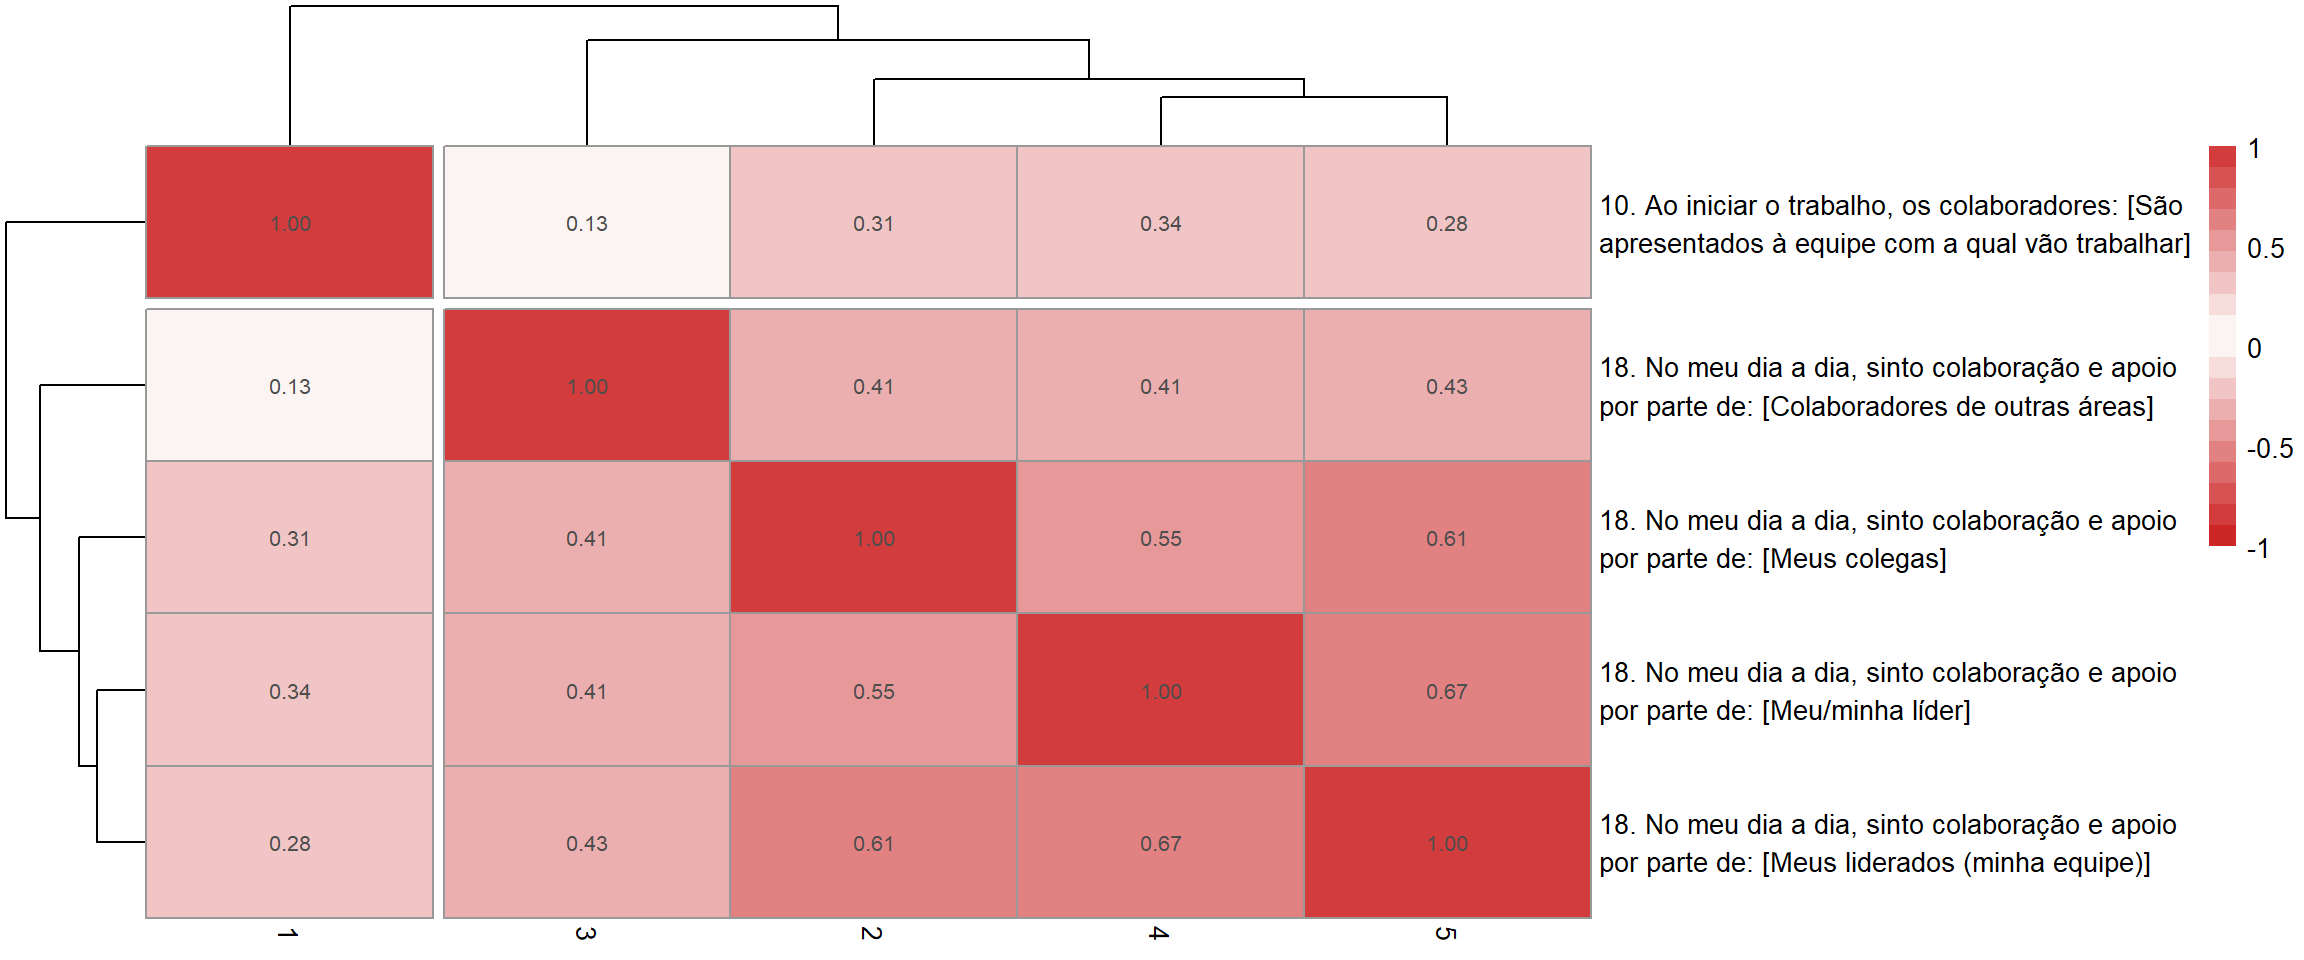 1.00 0.13 0.31 0.34 0.28
10. Ao iniciar o trabalho, os colaboradores: [São
apresentados à equipe com a qual vão trabalhar]
0.13 1.00 0.41 0.41 0.43
18. No meu dia a dia, sinto colaboração e apoio
por parte de: [Colaboradores de outras áreas]
0.31 0.41 1.00 0.55 0.61
18. No meu dia a dia, sinto colaboração e apoio
por parte de: [Meus colegas]
0.34 0.41 0.55 1.00 0.67
18. No meu dia a dia, sinto colaboração e apoio
por parte de: [Meu/minha líder]
0.28 0.43 0.61 0.67 1.00
18. No meu dia a dia, sinto colaboração e apoio
por parte de: [Meus liderados (minha equipe)]
1 3 2 4 5
1
0.5
0
-0.5
-1